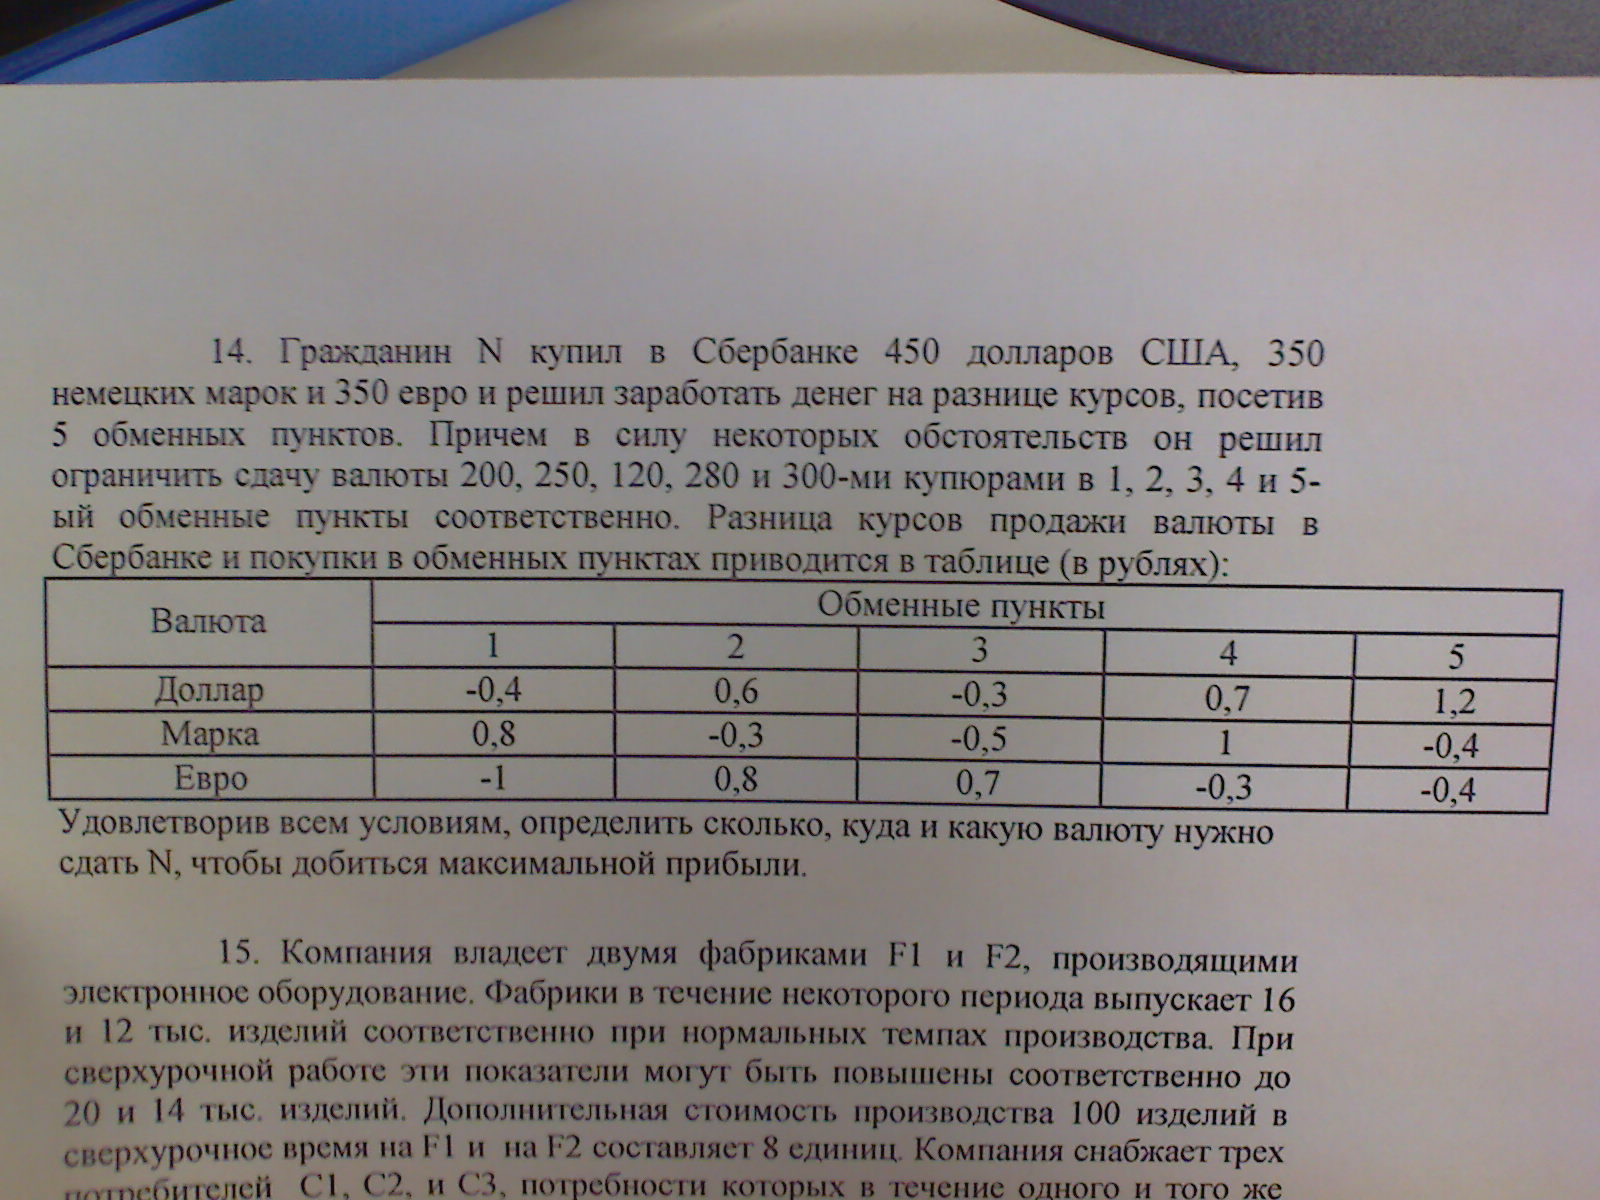 14. Гражданин N купил в Сбербанке 450 долларов США, 350
немецких марок и 350 евро и решил заработать денег на разнице курсов, посетив
5 обменных пунктов. Причем в силу некоторых обстоятельств он решил
ограничить сдачу валюты 200, 250, 120, 280 и 300-ми купюрами в 1, 2, 3, 4 и 5-
ый обменные пункты соответственно. Разница курсов продажи валюты в
Сбербанке и покупки в обменных пунктах приводится в таблице (в рублях):
Валюта Обменные пункты
1 2 3 4 5
Доллар -0,4 0,6 -0,3 0,7 1,2
Марка 0,8 -0,3 -0,5 1 -0,4
Евро -1 0,8 0,7 -0,3 -0,4
Удовлетворив всем условиям, определить сколько, куда и какую валюту нужно
сдать N, чтобы добиться максимальной прибыли.
15. Компания владеет двумя фабриками F1 и F2, производящими
электронное оборудование. Фабрики в течение некоторого периода выпускает 16
и 12 тыс. изделий соответственно при нормальных темпах производства. При
сверхурочной работе эти показатели могут быть повышены соответственно до
20 и 14 тыс. изделий. Дополнительная стоимость производства 100 изделий в
сверхурочное время на F1 и на F2 составляет 8 единиц. Компания снабжает трех
потребителей С1, С2, и С3, потребности которых в течение одного и того же